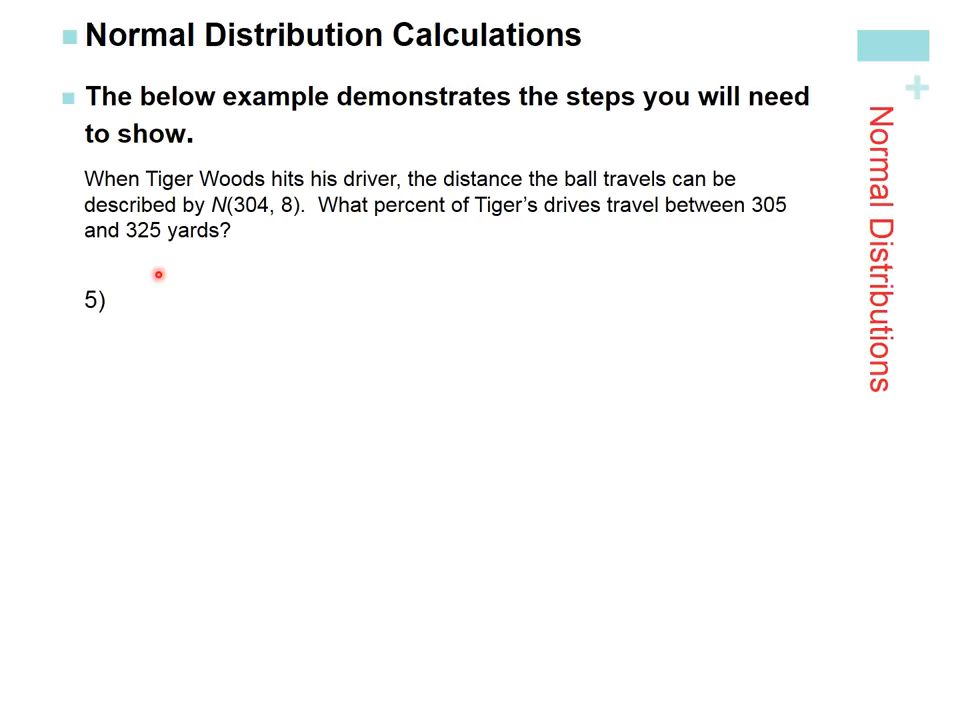 Normal Distribution Calculations
The below example demonstrates the steps you will need
to show.
When Tiger Woods hits his driver, the distance the ball travels can be
described by N(304, 8).  What percent of Tiger's drives travel between 305
and 325 yards?
5)
+
Normal Distributions